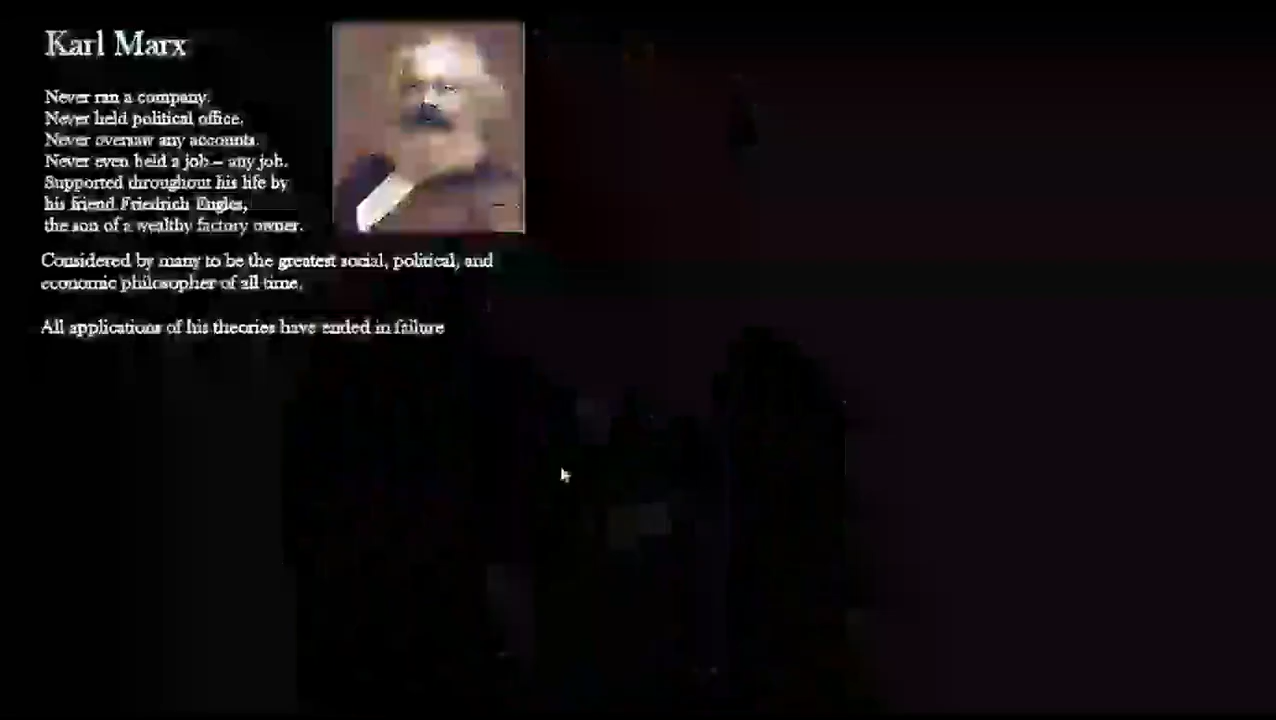 Karl Marx
Never ran a company.
Never held political office.
Never oversaw any accounts.
Never even held a job – any job.
Supported throughout his life by
his friend Friedrich Engles,
the son of a wealthy factory owner.
Considered by many to be the greatest social, political, and
economic philosopher of all time.
All applications of his theories have ended in failure